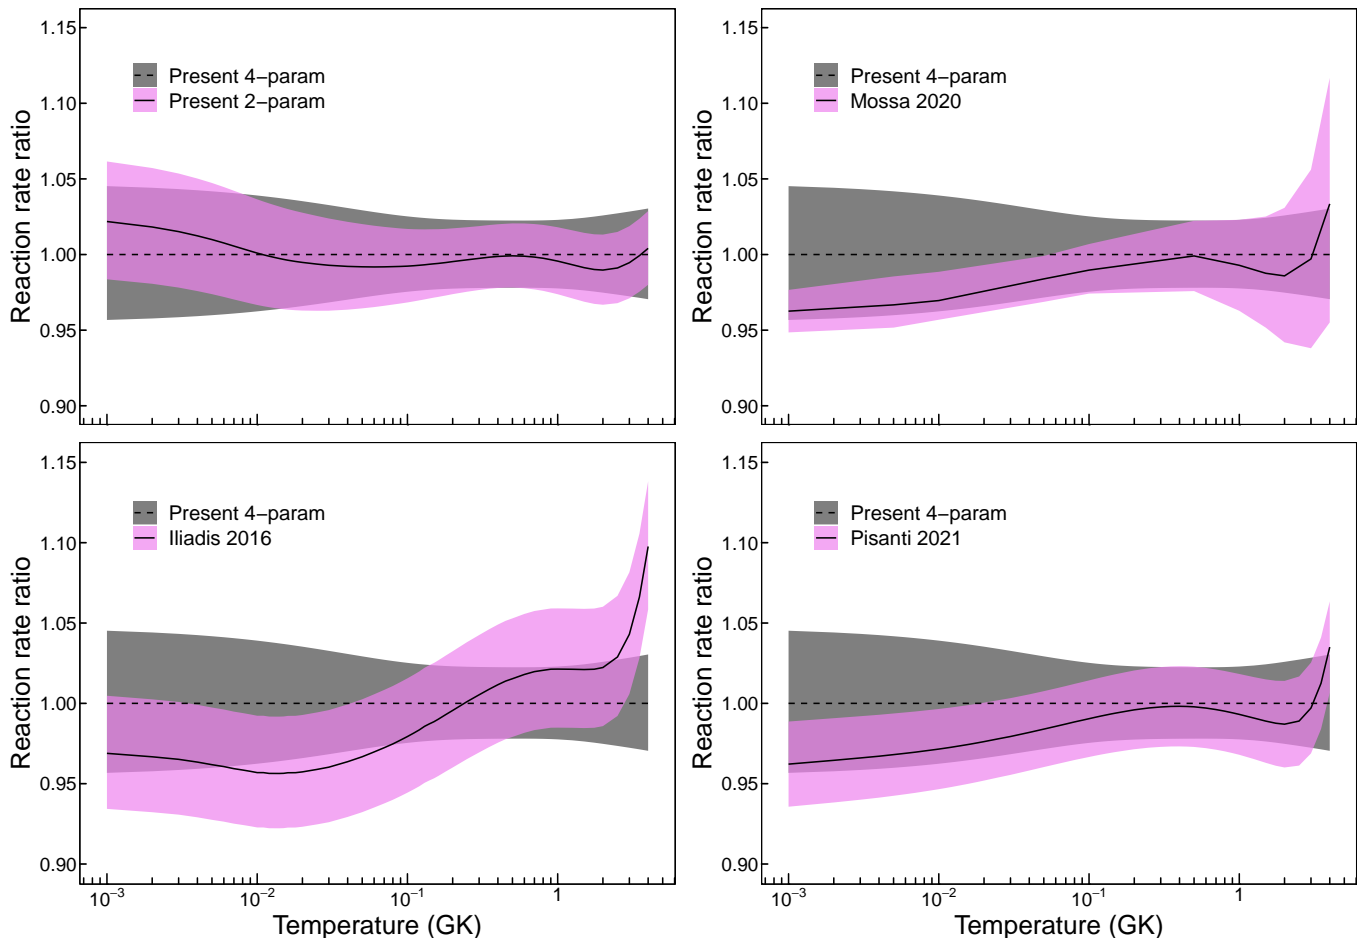 1.15
1.10
1.05
1.00
0.95
0.90
Reaction rate ratio
Present 4−param
Present 2−param
1.15
1.10
1.05
1.00
0.95
0.90
Reaction rate ratio
Present 4−param
Mossa 2020
1.15
1.10
1.05
1.00
0.95
0.90
Reaction rate ratio
Present 4−param
Iliadis 2016
10−3 10−2 10−1 1
Temperature (GK)
1.15
1.10
1.05
1.00
0.95
0.90
Reaction rate ratio
Present 4−param
Pisanti 2021
10−3 10−2 10−1 1
Temperature (GK)